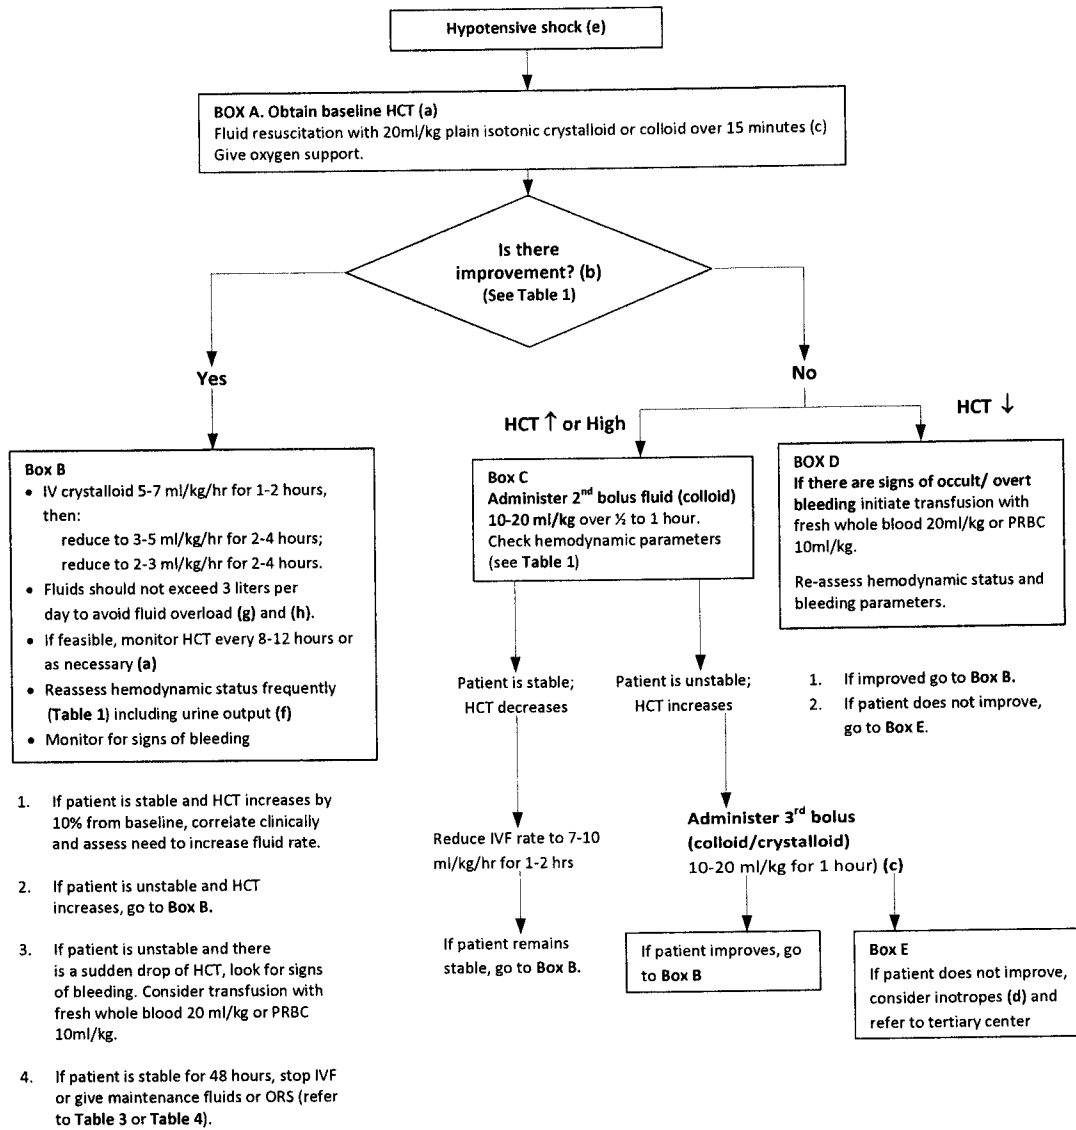 Hypotensive shock (e)
BOX A. Obtain baseline HCT (a)
Fluid resuscitation with 20ml/kg plain isotonic crystalloid or colloid over 15 minutes (c)
Give oxygen support.
Is there
improvement? (b)
(See Table 1)
Yes
No
HCT ↑ or High
HCT ↓
Box B
• IV crystalloid 5-7 ml/kg/hr for 1-2 hours,
then:
reduce to 3-5 ml/kg/hr for 2-4 hours;
reduce to 2-3 ml/kg/hr for 2-4 hours.
• Fluids should not exceed 3 liters per
day to avoid fluid overload (g) and (h).
• If feasible, monitor HCT every 8-12 hours or
as necessary (a)
• Reassess hemodynamic status frequently
(Table 1) including urine output (f)
• Monitor for signs of bleeding
1. If patient is stable and HCT increases by
10% from baseline, correlate clinically
and assess need to increase fluid rate.
2. If patient is unstable and HCT
increases, go to Box B.
3. If patient is unstable and there
is a sudden drop of HCT, look for signs
of bleeding. Consider transfusion with
fresh whole blood 20 ml/kg or PRBC
10ml/kg.
4. If patient is stable for 48 hours, stop IVF
or give maintenance fluids or ORS (refer
to Table 3 or Table 4).
Box C
Administer 2nd bolus fluid (colloid)
10-20 ml/kg over ½ to 1 hour.
Check hemodynamic parameters
(see Table 1)
BOX D
If there are signs of occult/ overt
bleeding initiate transfusion with
fresh whole blood 20ml/kg or PRBC
10ml/kg.
Re-assess hemodynamic status and
bleeding parameters.
1. If improved go to Box B.
2. If patient does not improve,
go to Box E.
Patient is stable;
HCT decreases
Patient is unstable;
HCT increases
Reduce IVF rate to 7-10
ml/kg/hr for 1-2 hrs
If patient remains
stable, go to Box B.
Administer 3rd bolus
(colloid/crystalloid)
10-20 ml/kg for 1 hour) (c)
If patient improves, go
to Box B
Box E
If patient does not improve,
consider inotropes (d) and
refer to tertiary center